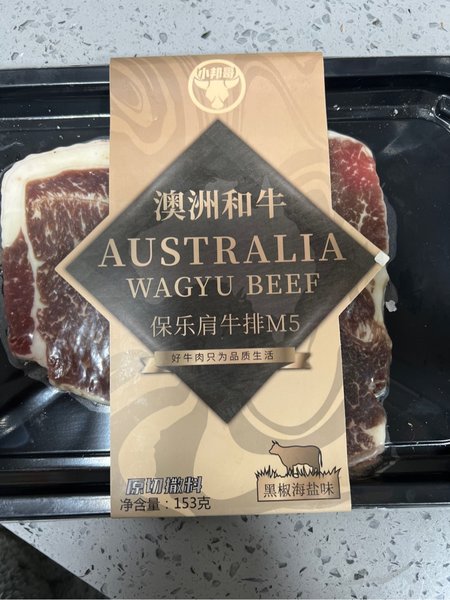 小邦哥
澳洲和牛
AUSTRALIA
WAGYU BEEF
保乐肩牛排M5
好牛肉只为品质生活
原切撒料
净含量：153克
黑椒海盐味